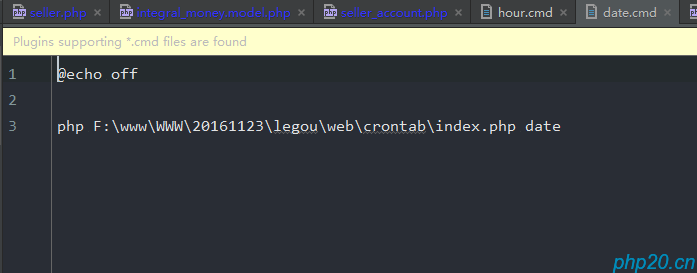 seller.php integral_money.model.php seller_account.php hour.cmd date.cmd
Plugins supporting *.cmd files are found
1 @echo off
2
3 php F:\www\WWW\20161123\legou\web\crontab\index.php date
php20.cn